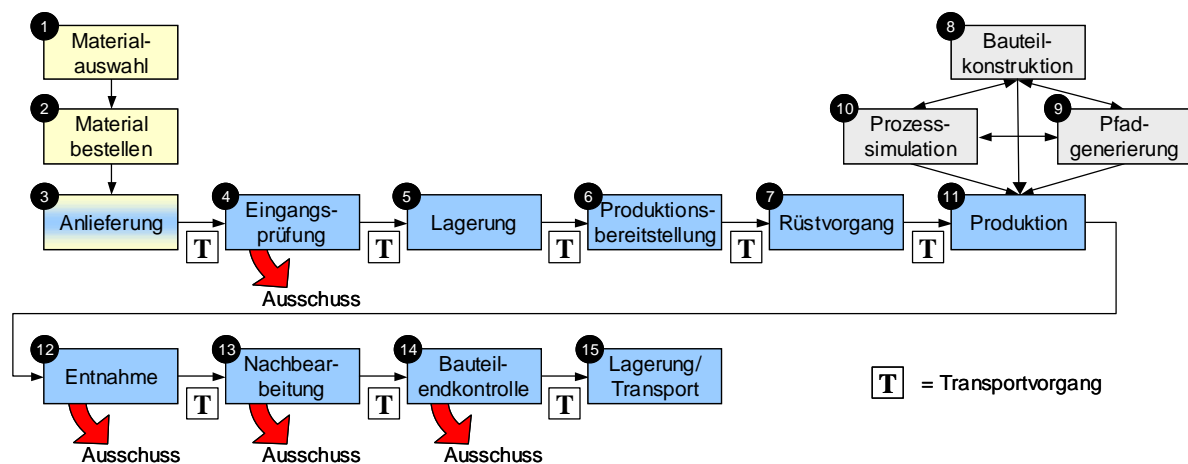 1
Material-
auswahl
8
Bauteil-
konstruktion
2
Material
bestellen
10
Prozess-
simulation
9
Pfad-
generierung
3
Anlieferung
4
Eingangs-
prüfung
5
Lagerung
6
Produktions-
bereitstellung
7
Rüstvorgang
11
Produktion
T
T
T
T
T
Ausschuss
12
Entnahme
13
Nachbear-
beitung
14
Bauteil-
endkontrolle
15
Lagerung/
Transport
T
T
T
T = Transportvorgang
Ausschuss
Ausschuss
Ausschuss